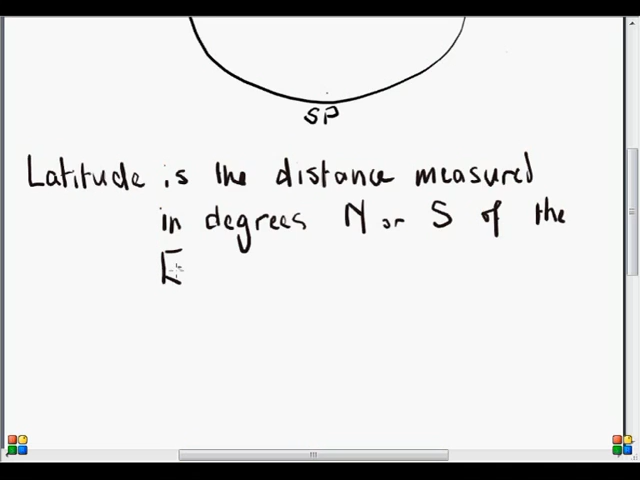 SP
Latitude is the distance measured
in degrees N or S of the
E